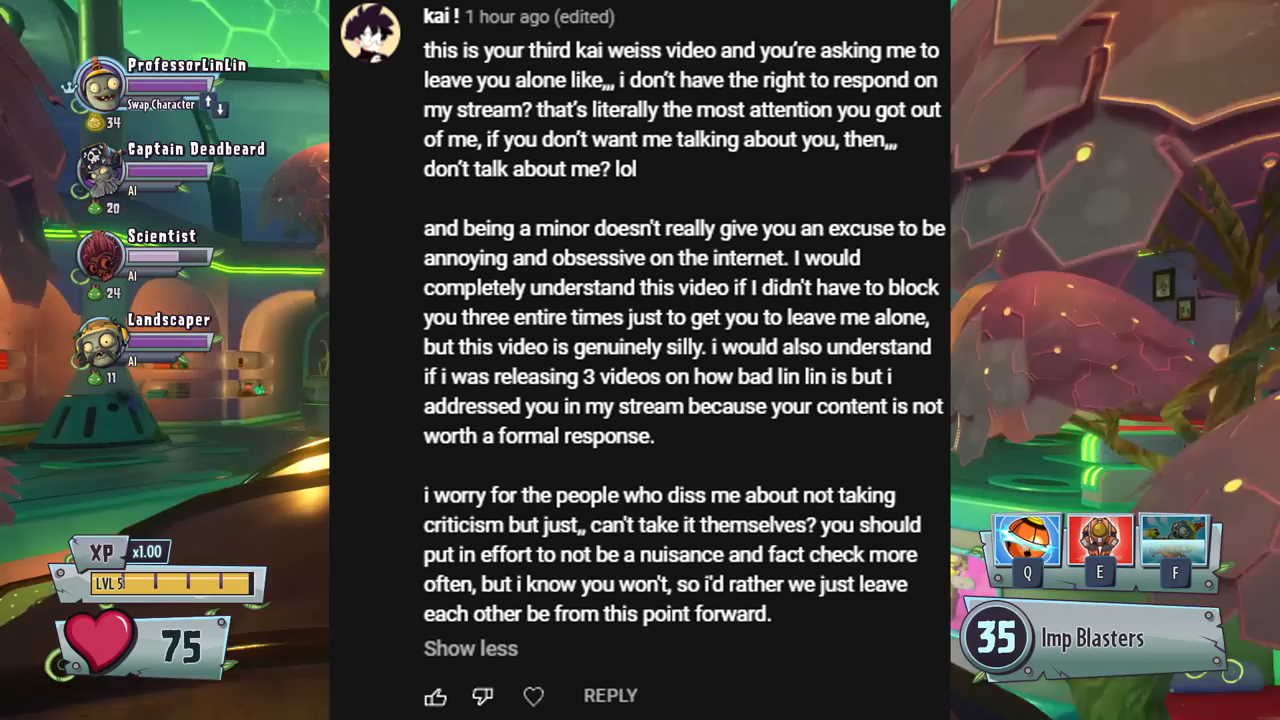 kai ! 1 hour ago (edited)
this is your third kai weiss video and you're asking me to
leave you alone like,,, i don't have the right to respond on
my stream? that's literally the most attention you got out
of me, if you don't want me talking about you, then,,,
don't talk about me? lol
and being a minor doesn't really give you an excuse to be
annoying and obsessive on the internet. I would
completely understand this video if I didn't have to block
you three entire times just to get you to leave me alone,
but this video is genuinely silly. i would also understand
if i was releasing 3 videos on how bad lin lin is but i
addressed you in my stream because your content is not
worth a formal response.
i worry for the people who diss me about not taking
criticism but just,, can't take it themselves? you should
put in effort to not be a nuisance and fact check more
often, but i know you won't, so i'd rather we just leave
each other be from this point forward.
Show less
REPLY
ProfessorLinLin
Swap Character
34
Captain Deadbeard
AI
20
Scientist
AI
24
Landscaper
AI
11
XP x1.00
LVL 5
75
Q E F
35 Imp Blasters